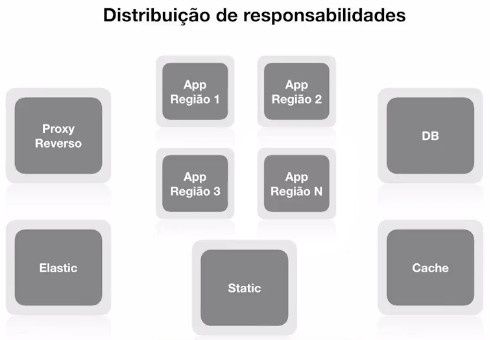 Distribuição de responsabilidades
App
Região 1
App
Região 2
Proxy
Reverso
DB
App
Região 3
App
Região N
Elastic
Static
Cache